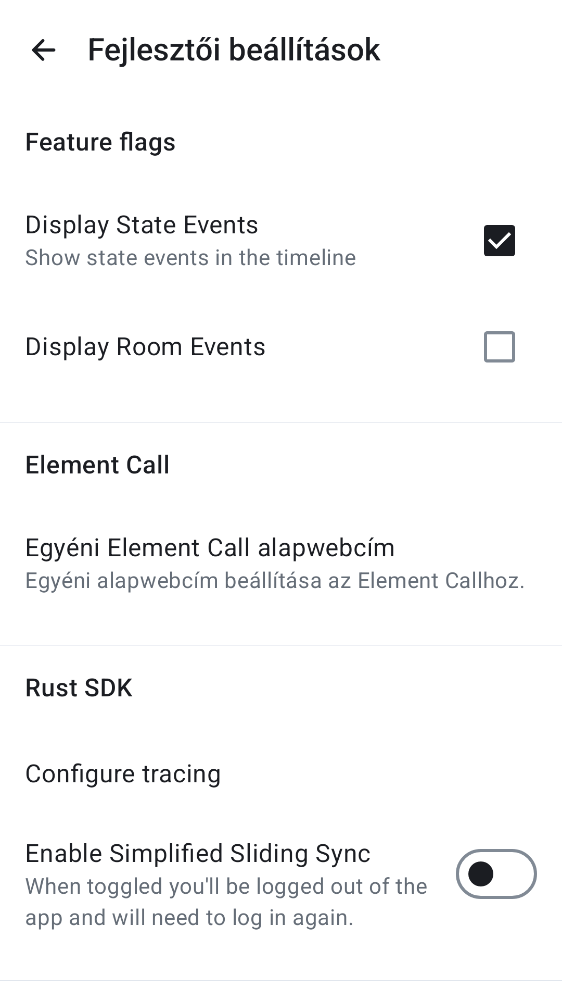 Fejlesztői beállítások
Feature flags
Display State Events
Show state events in the timeline
Display Room Events
Element Call
Egyéni Element Call alapwebcím
Egyéni alapwebcím beállítása az Element Callhoz.
Rust SDK
Configure tracing
Enable Simplified Sliding Sync
When toggled you'll be logged out of the
app and will need to log in again.